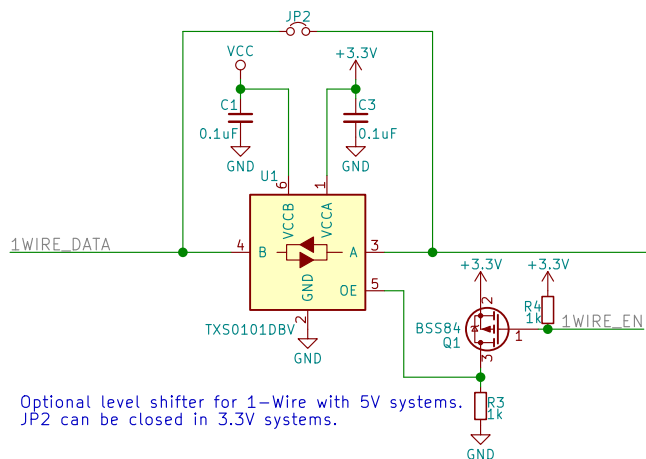 JP2
VCC
+3.3V
C1
0.1uF
GND
C3
0.1uF
GND
U1
6
1
VCCB
VCCA
1WIRE_DATA
4
B
A
3
GND
OE
5
2
TXS0101DBV
GND
+3.3V
+3.3V
2
R4
1k
BSS84
Q1
1
1WIRE_EN
3
R3
1k
GND
Optional level shifter for 1-Wire with 5V systems.
JP2 can be closed in 3.3V systems.